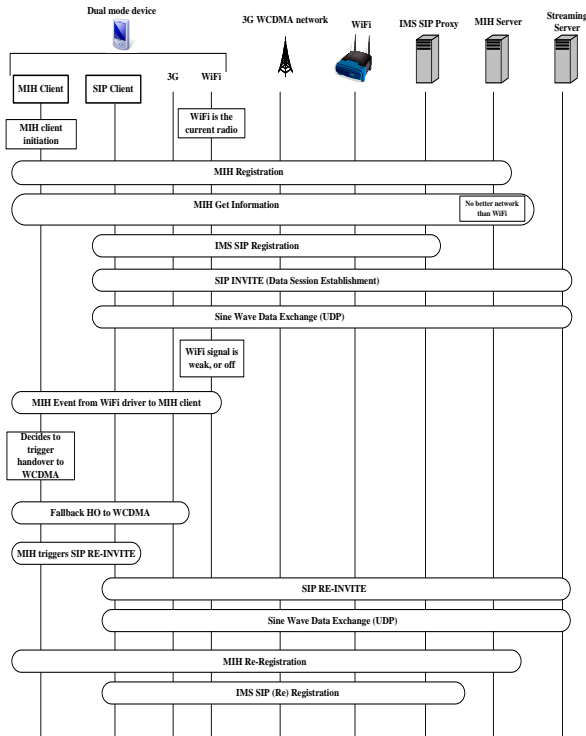 Dual mode device
3G WCDMA network
WiFi
IMS SIP Proxy
MIH Server
Streaming
Server
MIH Client
SIP Client
3G
WiFi
MIH client
initiation
WiFi is the
current radio
MIH Registration
MIH Get Information
No better network
than WiFi
IMS SIP Registration
SIP INVITE (Data Session Establishment)
Sine Wave Data Exchange (UDP)
WiFi signal is
weak, or off
MIH Event from WiFi driver to MIH client
Decides to
trigger
handover to
WCDMA
Fallback HO to WCDMA
MIH triggers SIP RE-INVITE
SIP RE-INVITE
Sine Wave Data Exchange (UDP)
MIH Re-Registration
IMS SIP (Re) Registration